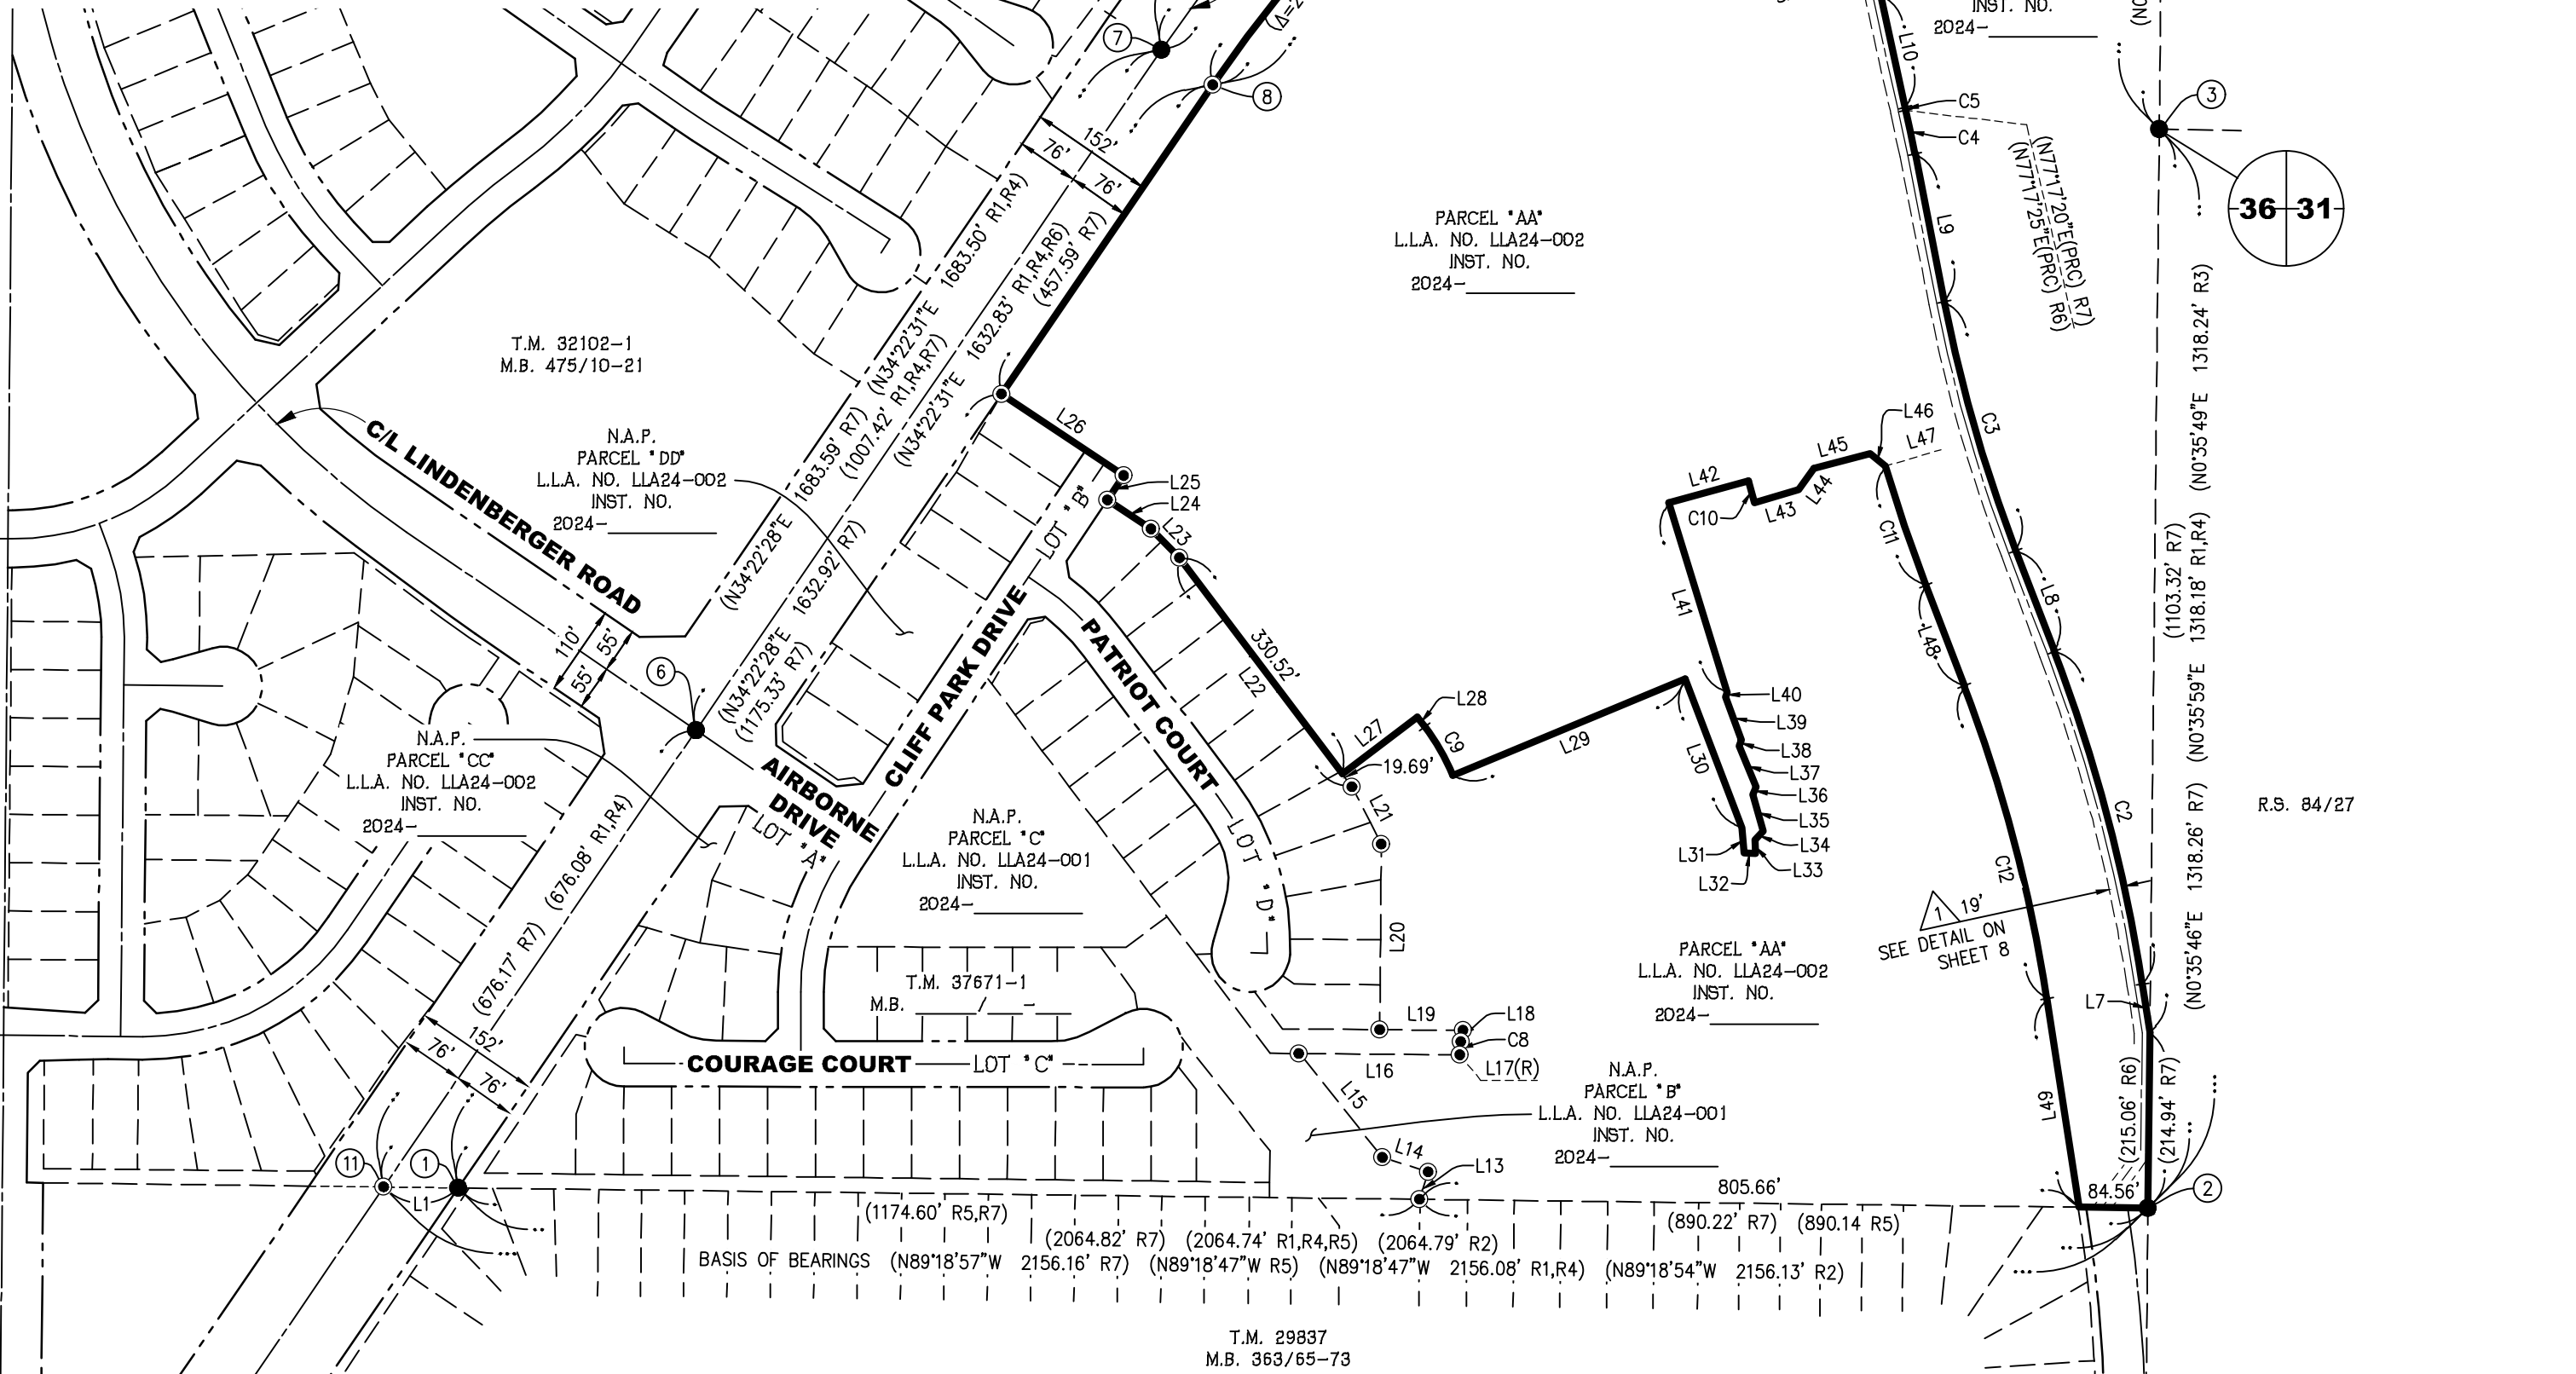 INST. NO.
2024-
(N0
(Δ=2
7
8
L10
C5
C4
3
36 31
152'
76'
76'
(N77°17'20"E(PRC) R7)
(N77°17'25"E(PRC) R6)
L9
PARCEL "AA"
L.L.A. NO. LLA24-002
INST. NO.
2024-
T.M. 32102-1
M.B. 475/10-21
(N34°22'31"E 1683.50' R1,R4)
(N34°22'28"E 1683.59' R7)
(1007.42' R1,R4,R7)
(N34°22'31"E 1632.83' R1,R4,R6)
(457.59' R7)
(N34°22'28"E 1632.92' R7)
(1175.33' R7)
C/L LINDENBERGER ROAD
N.A.P.
PARCEL "DD"
L.L.A. NO. LLA24-002
INST. NO.
2024-
L26
L25
L24
L23
LOT "B"
C3
L46
L47
L45
L44
L43
L42
C10
C11
L41
L48
L8
(N0°35'49"E 1318.24' R3)
(N0°35'59"E 1318.18' R1,R4)
(1103.32' R7)
(N0°35'46"E 1318.26' R7)
110'
55'
55'
6
CLIFF PARK DRIVE
PATRIOT COURT
LOT "D"
330.52'
L22
L27
L28
C9
19.69'
L29
L30
L40
L39
L38
L37
L36
L35
L34
L33
L32
L31
C12
C2
R.S. 84/27
N.A.P.
PARCEL "CC"
L.L.A. NO. LLA24-002
INST. NO.
2024-
AIRBORNE
DRIVE
LOT "A"
N.A.P.
PARCEL "C"
L.L.A. NO. LLA24-001
INST. NO.
2024-
L21
L20
(676.08' R1,R4)
(676.17' R7)
1 19'
SEE DETAIL ON
SHEET 8
PARCEL "AA"
L.L.A. NO. LLA24-002
INST. NO.
2024-
T.M. 37671-1
M.B. / -
L7
L19
L18
C8
L17(R)
L16
L15
L14
L13
152'
76'
76'
COURAGE COURT LOT "C"
N.A.P.
PARCEL "B"
L.L.A. NO. LLA24-001
INST. NO.
2024-
L49
(215.06' R6)
(214.94' R7)
11
1
L1
805.66'
84.56'
2
(1174.60' R5,R7)
(890.22' R7) (890.14 R5)
(2064.82' R7) (2064.74' R1,R4,R5) (2064.79' R2)
BASIS OF BEARINGS (N89°18'57"W 2156.16' R7) (N89°18'47"W R5) (N89°18'47"W 2156.08' R1,R4) (N89°18'54"W 2156.13' R2)
T.M. 29837
M.B. 363/65-73